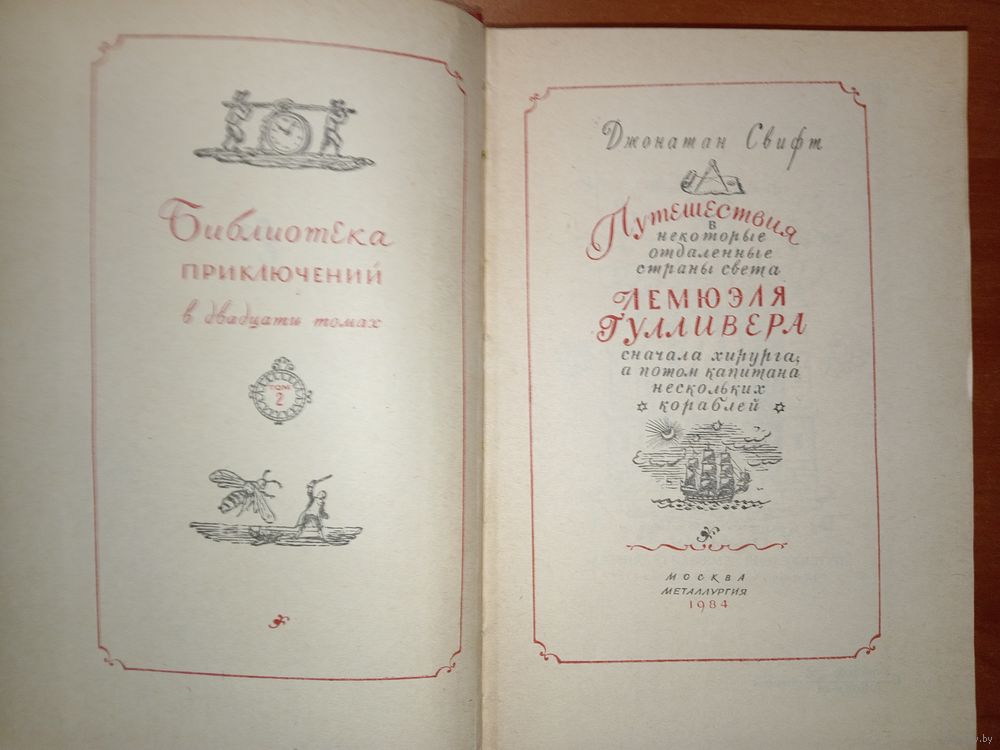 Библиотека
ПРИКЛЮЧЕНИЙ
в двадцати томах
ТОМ
2
Джонатан Свифт
Путешествия
в
некоторые
отдаленные
страны света
ЛЕМЮЭЛЯ
ГУЛЛИВЕРА
сначала хирурга,
а потом капитана
нескольких
кораблей
МОСКВА
МЕТАЛЛУРГИЯ
1984